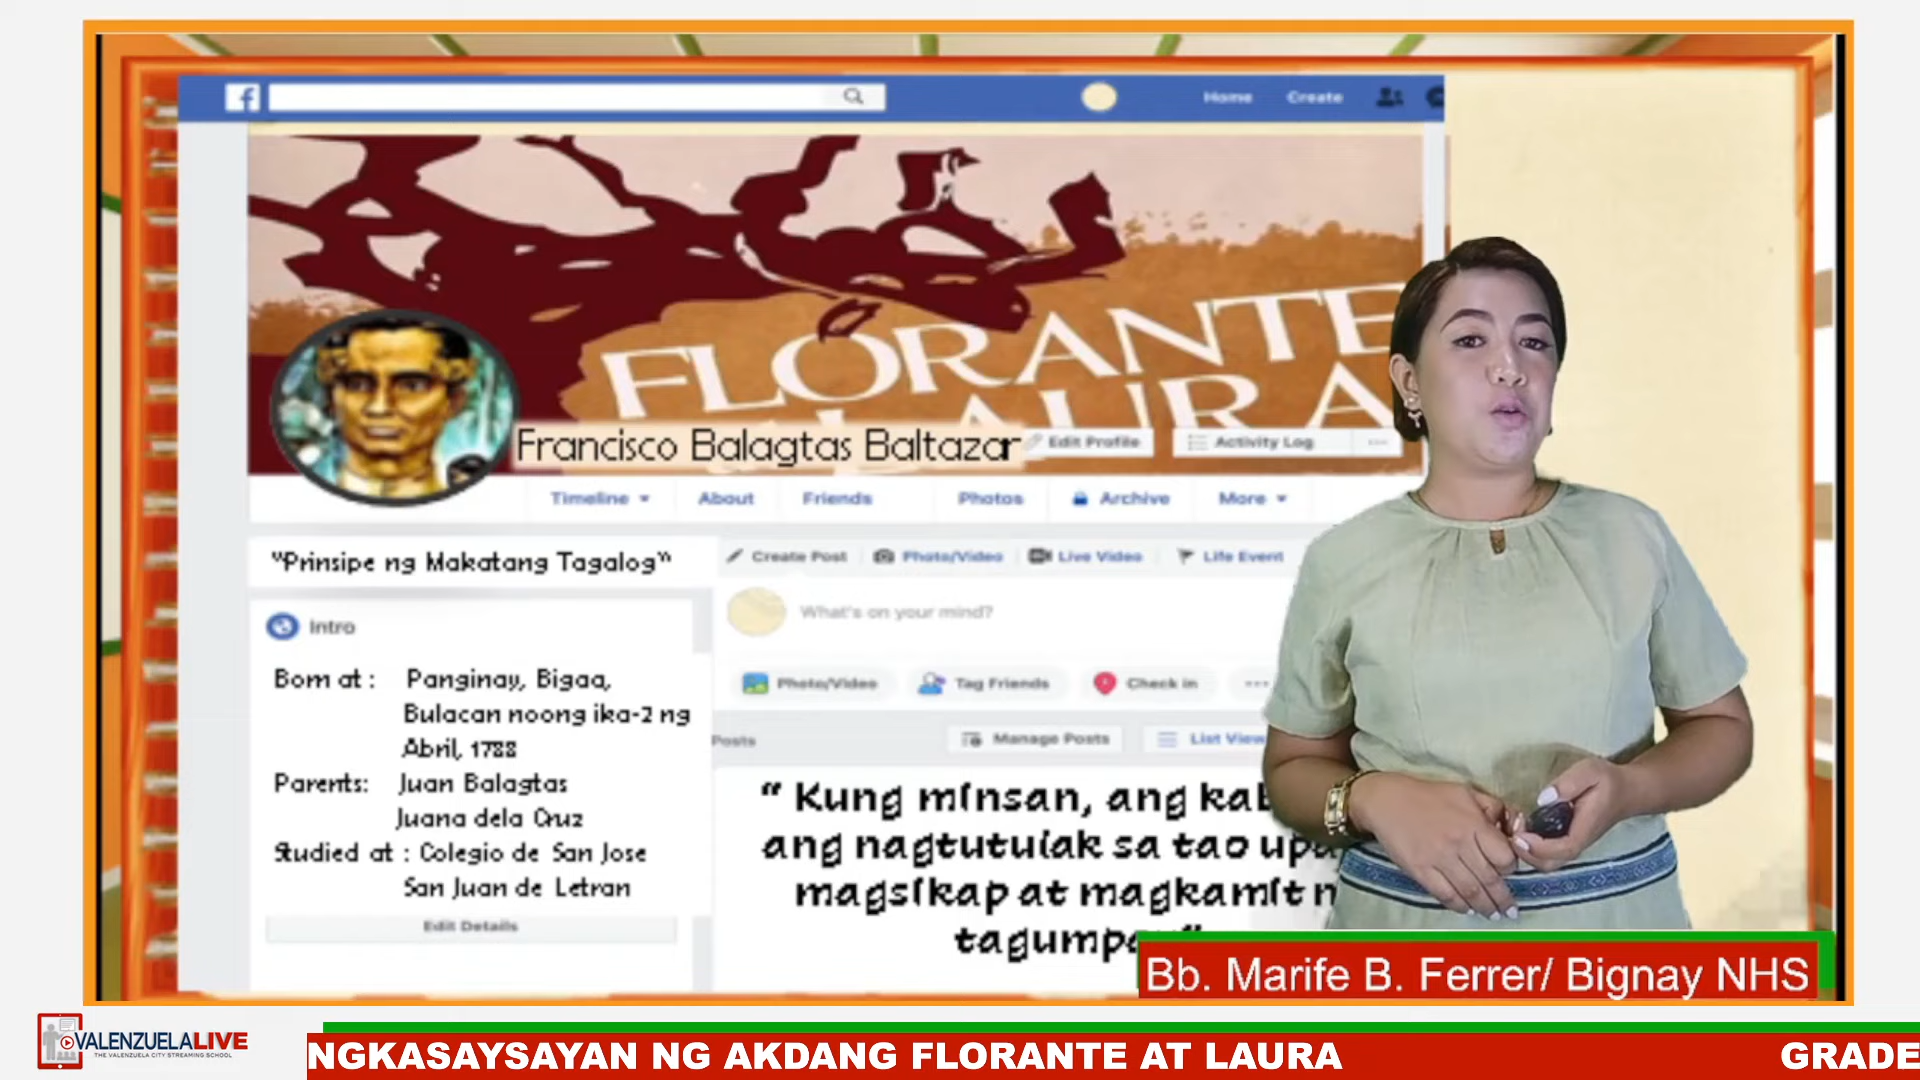 Home
Create
FLORANTE
LAURA
Francisco Balagtas Baltazar
Edit Profile
Activity Log
Timeline
About
Friends
Photos
Archive
More
"Prinsipe ng Makatang Tagalog"
Create Post
Photo/Video
Live Video
Life Event
What's on your mind?
Intro
Photo/Video
Tag Friends
Check in
Born at : Panginay, Bigaa,
Bulacan noong ika-2 ng
Abril, 1788
Parents: Juan Balagtas
Juana dela Cruz
Studied at : Colegio de San Jose
San Juan de Letran
Edit Details
Posts
Manage Posts
List View
" Kung minsan, ang
ang nagtutulak sa tao
magsikap at magkamit
Bb. Marife B. Ferrer/ Bignay NHS
VALENZUELALIVE
THE VALENZUELA CITY STREAMING SCHOOL
NGKASAYSAYAN NG AKDANG FLORANTE AT LAURA
GRADE